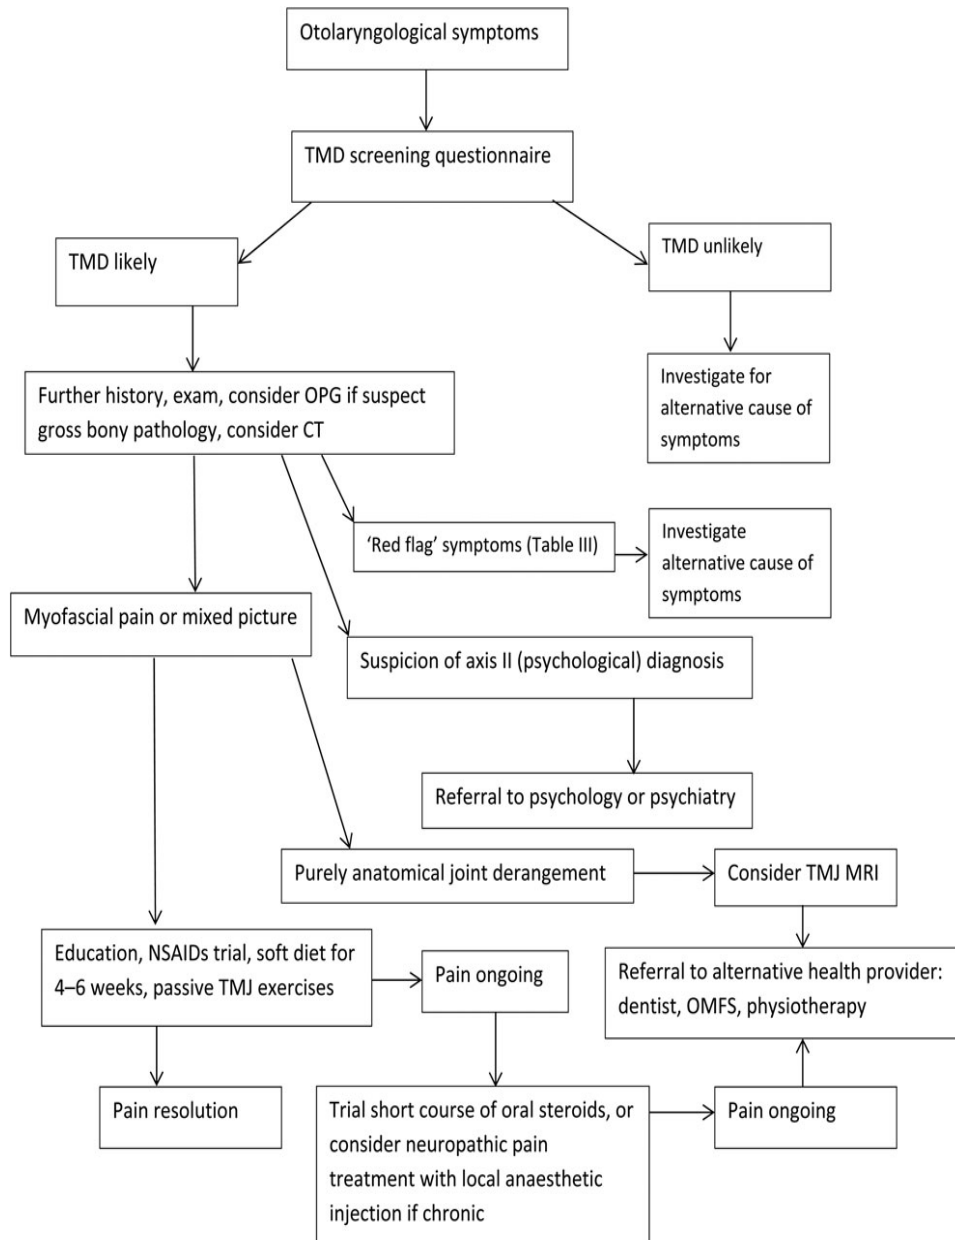 Otolaryngological symptoms
TMD screening questionnaire
TMD likely
TMD unlikely
Further history, exam, consider OPG if suspect
gross bony pathology, consider CT
Investigate for
alternative cause of
symptoms
‘Red flag’ symptoms (Table III)
Investigate
alternative cause of
symptoms
Myofascial pain or mixed picture
Suspicion of axis II (psychological) diagnosis
Referral to psychology or psychiatry
Purely anatomical joint derangement
Consider TMJ MRI
Education, NSAIDs trial, soft diet for
4–6 weeks, passive TMJ exercises
Pain ongoing
Referral to alternative health provider:
dentist, OMFS, physiotherapy
Pain resolution
Trial short course of oral steroids, or
consider neuropathic pain
treatment with local anaesthetic
injection if chronic
Pain ongoing